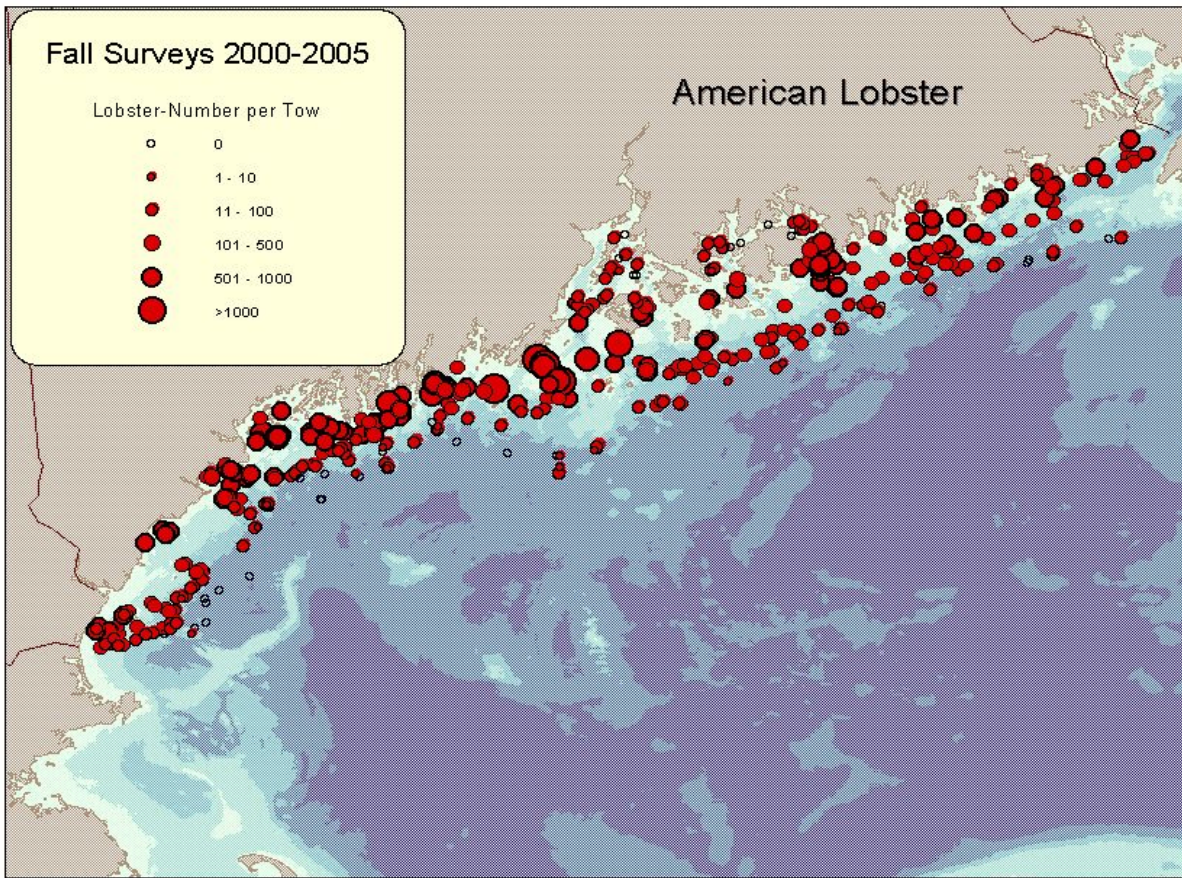 Fall Surveys 2000-2005
Lobster-Number per Tow
0
1 - 10
11 - 100
101 - 500
501 - 1000
>1000
American Lobster